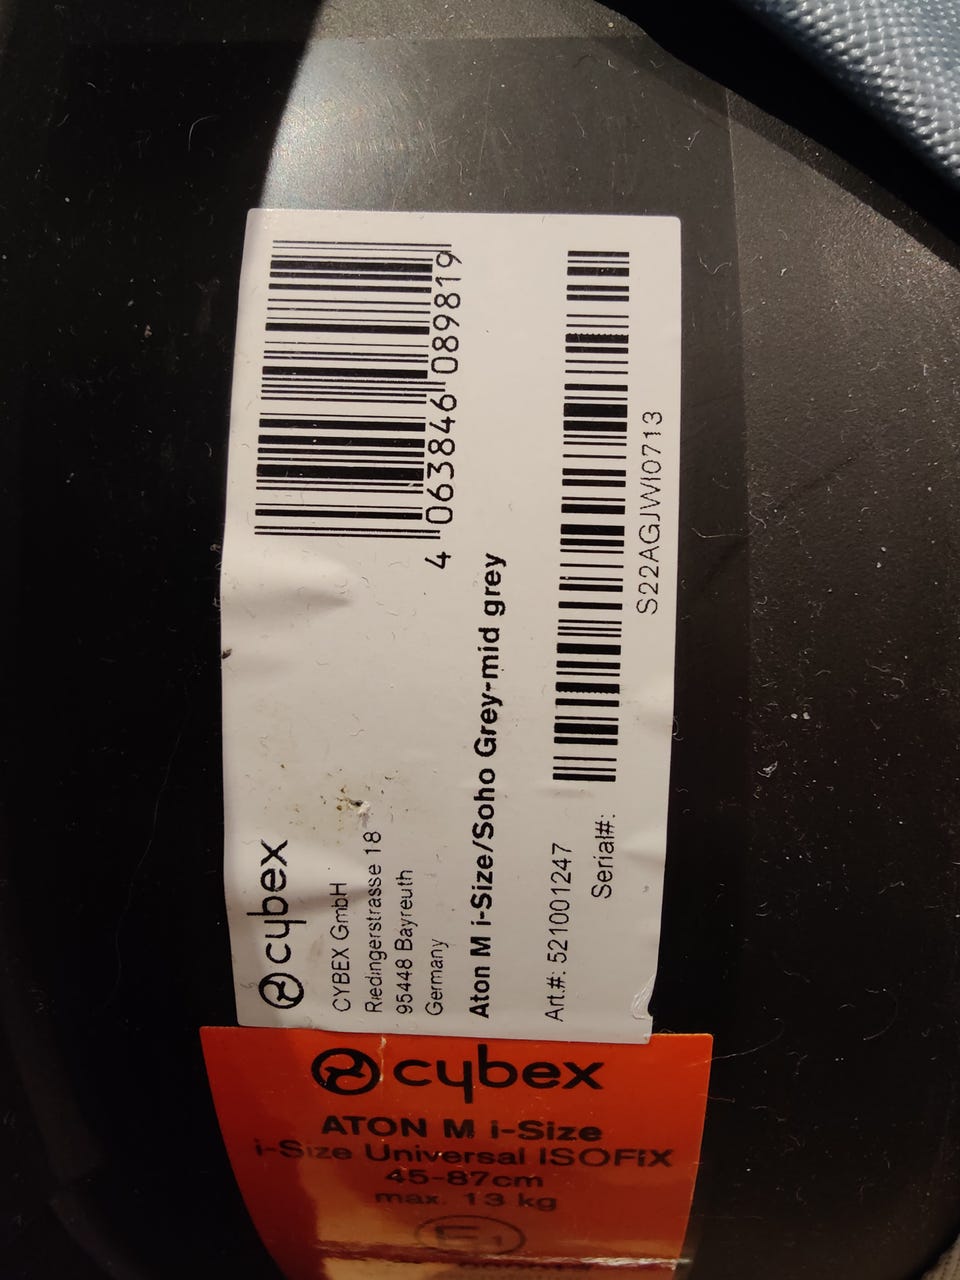 cybex
CYBEX GmbH
Riedingerstrasse 18
95448 Bayreuth
Germany
4 063846 089819
Aton M i-Size/Soho Grey-mid grey
Art.#: 521001247
Serial#:
S22AGJWI0713
cybex
ATON M i-Size
i-Size Universal ISOFIX
45-87cm
max. 13 kg
E1